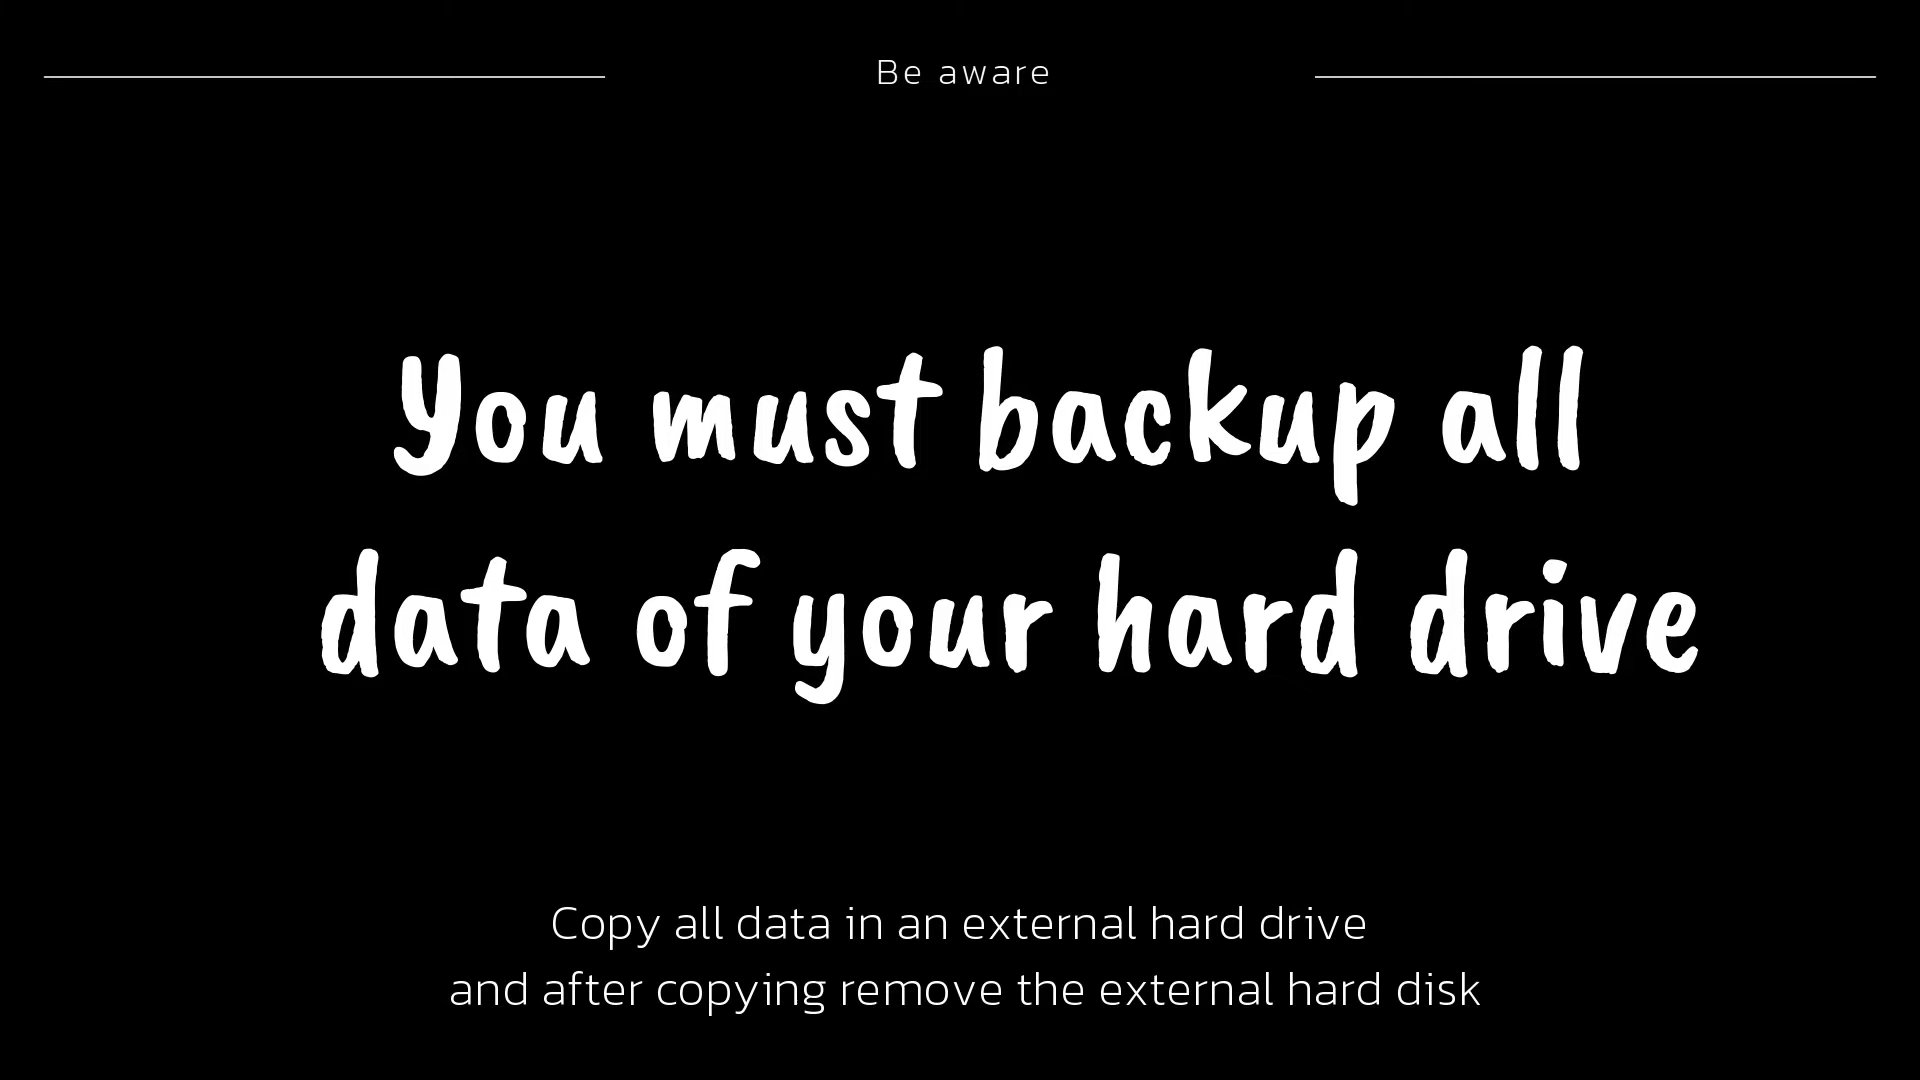 Be aware
You must backup all
data of your hard drive
Copy all data in an external hard drive
and after copying remove the external hard disk